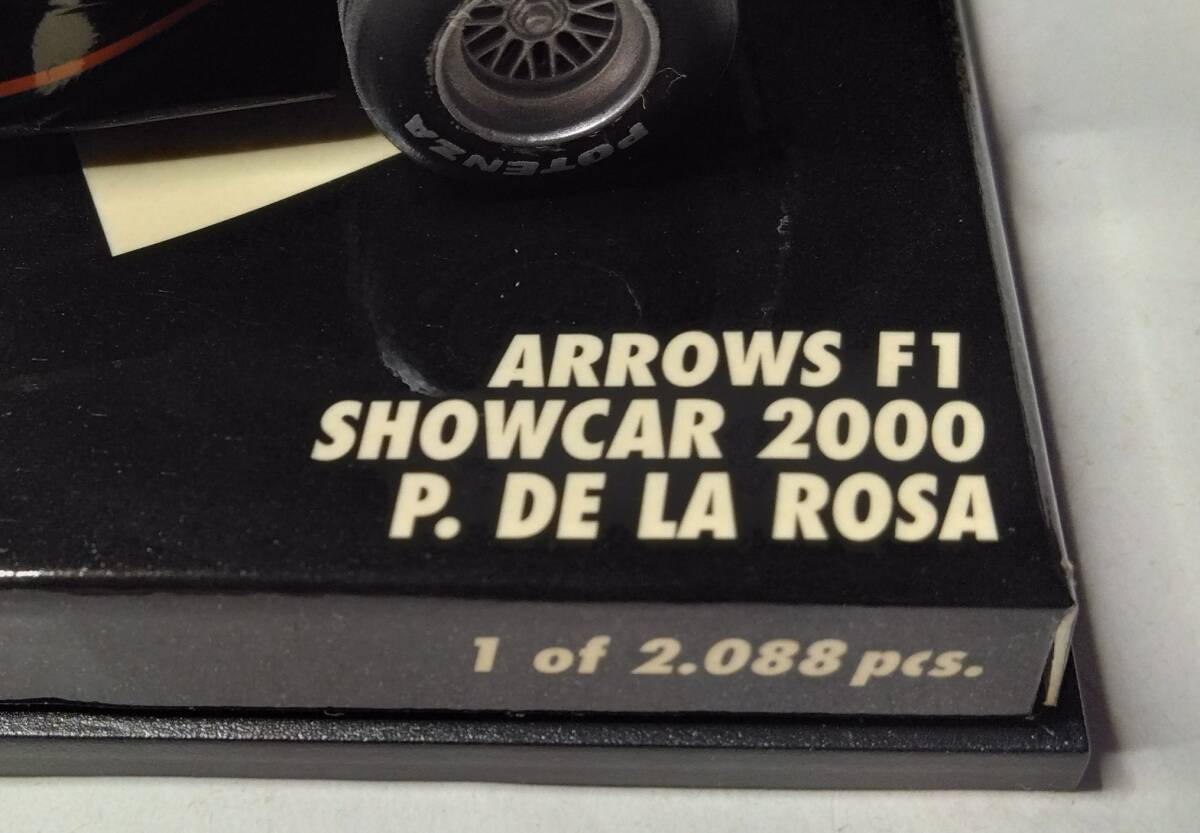 POTENZA
ARROWS F1
SHOWCAR 2000
P. DE LA ROSA
1 of 2.088 pcs.